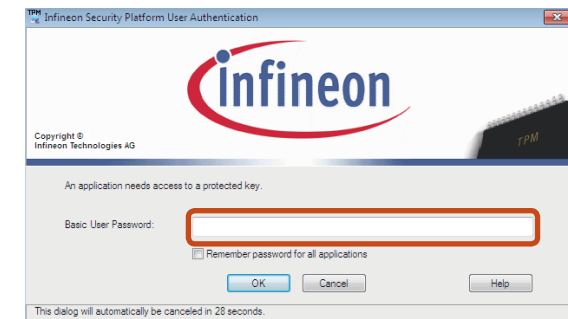 TPM
Infineon Security Platform User Authentication
infineon
Copyright ©
Infineon Technologies AG
TPM
An application needs access to a protected key.
Basic User Password:
Remember password for all applications
OK Cancel Help
This dialog will automatically be canceled in 28 seconds.